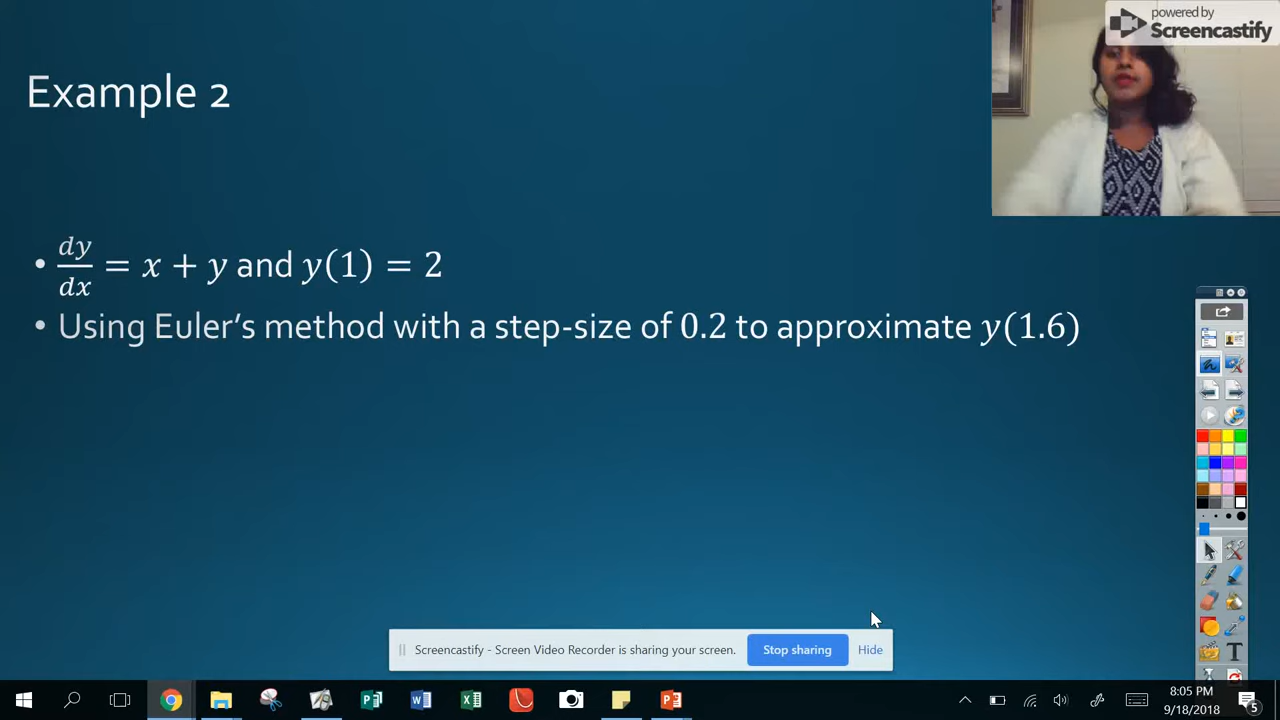 powered by
Screencastify
Example 2
• dy/dx = x + y and y(1) = 2
• Using Euler's method with a step-size of 0.2 to approximate y(1.6)
Screencastify - Screen Video Recorder is sharing your screen.
Stop sharing
Hide
8:05 PM
9/18/2018
5